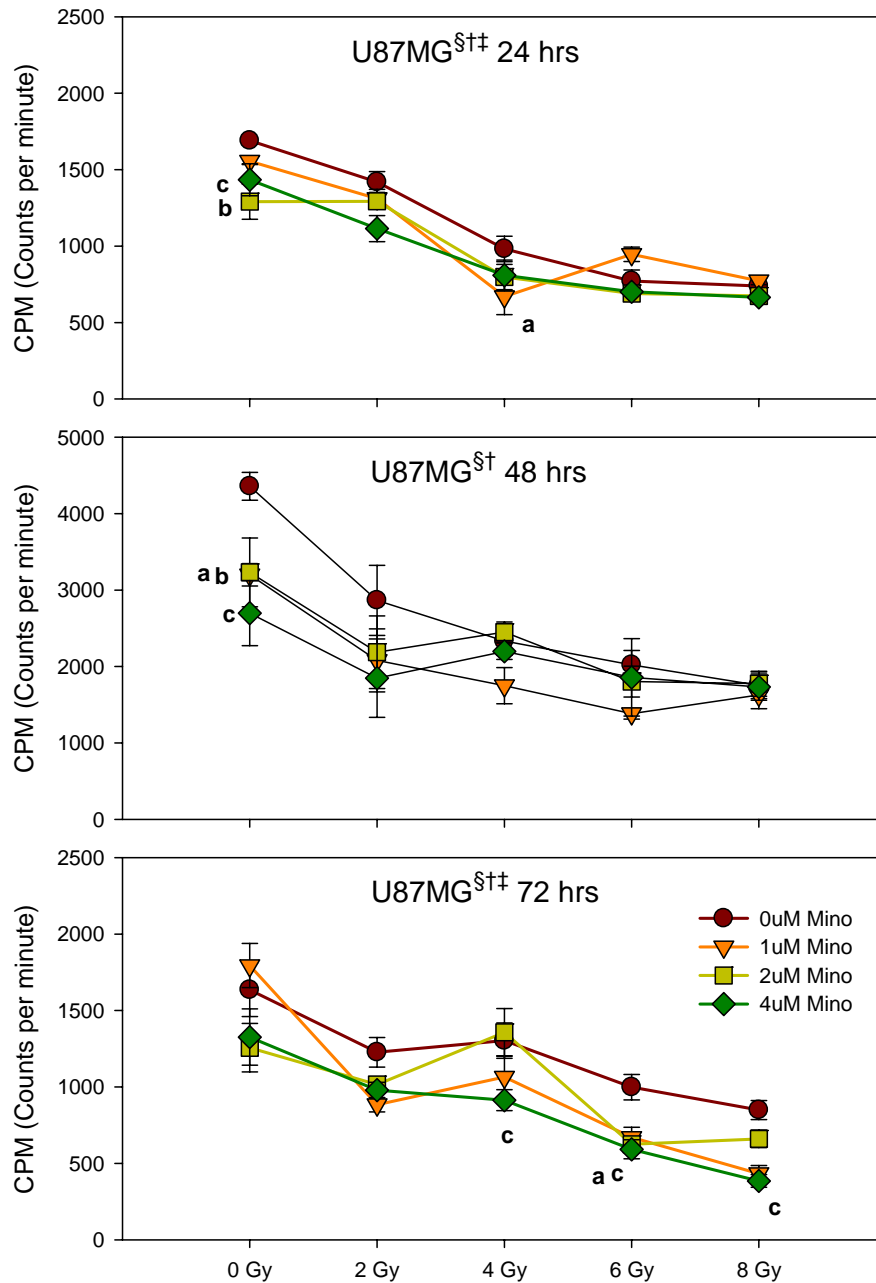 U87MG§†‡ 24 hrs
CPM (Counts per minute)
2500
2000
1500
1000
500
0
c
b
a
U87MG§† 48 hrs
CPM (Counts per minute)
5000
4000
3000
2000
1000
0
a b
c
U87MG§†‡ 72 hrs
CPM (Counts per minute)
2500
2000
1500
1000
500
0
0uM Mino
1uM Mino
2uM Mino
4uM Mino
c
a c
c
0 Gy 2 Gy 4 Gy 6 Gy 8 Gy